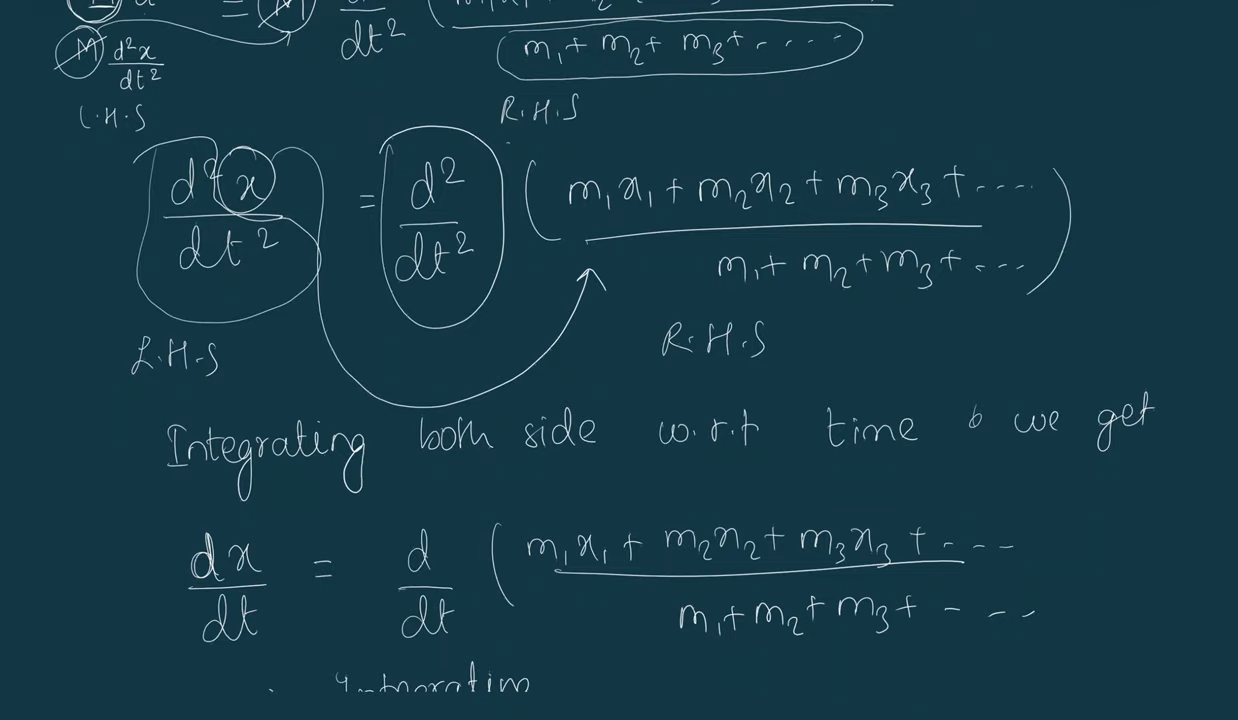 = M dt²
M d²x/dt² m₁ + m₂ + m₃ + .....
L.H.S R.H.S
d²x/dt² = d²/dt² ( m₁x₁ + m₂x₂ + m₃x₃ + .... / m₁ + m₂ + m₃ + ... )
L.H.S R.H.S
Integrating both side w.r.t time we get
dx/dt = d/dt ( m₁x₁ + m₂x₂ + m₃x₃ + .... / m₁ + m₂ + m₃ + - - -